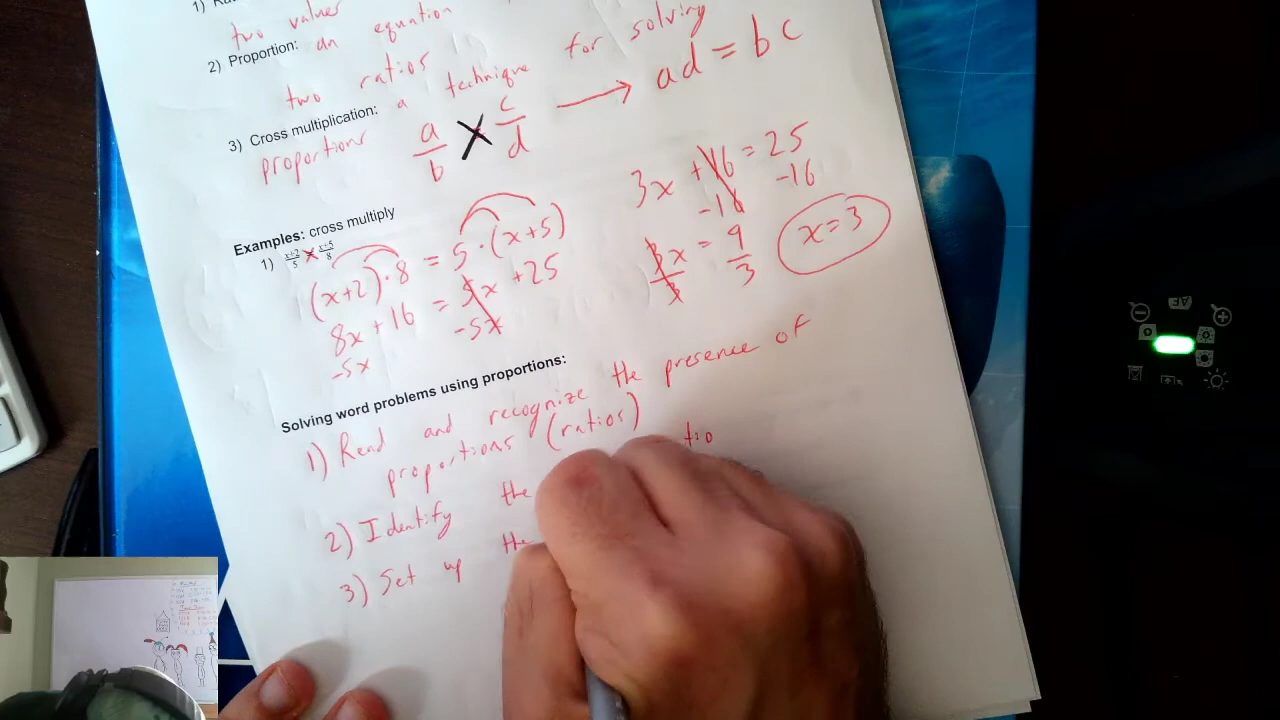 1)
two values
2) Proportion: an equation
two ratios
3) Cross multiplication: a technique for solving
proportions a/b c/d → ad = bc
Examples: cross multiply
1) x+2/5 x+5/8
(x+2)·8 = 5·(x+5)
8x + 16 = 5x + 25
-5x -5x
3x + 16 = 25
-16 -16
3x/3 = 9/3
x = 3
Solving word problems using proportions:
1) Read and recognize the presence of
proportions (ratios)
2) Identify the
3) Set up the
AF